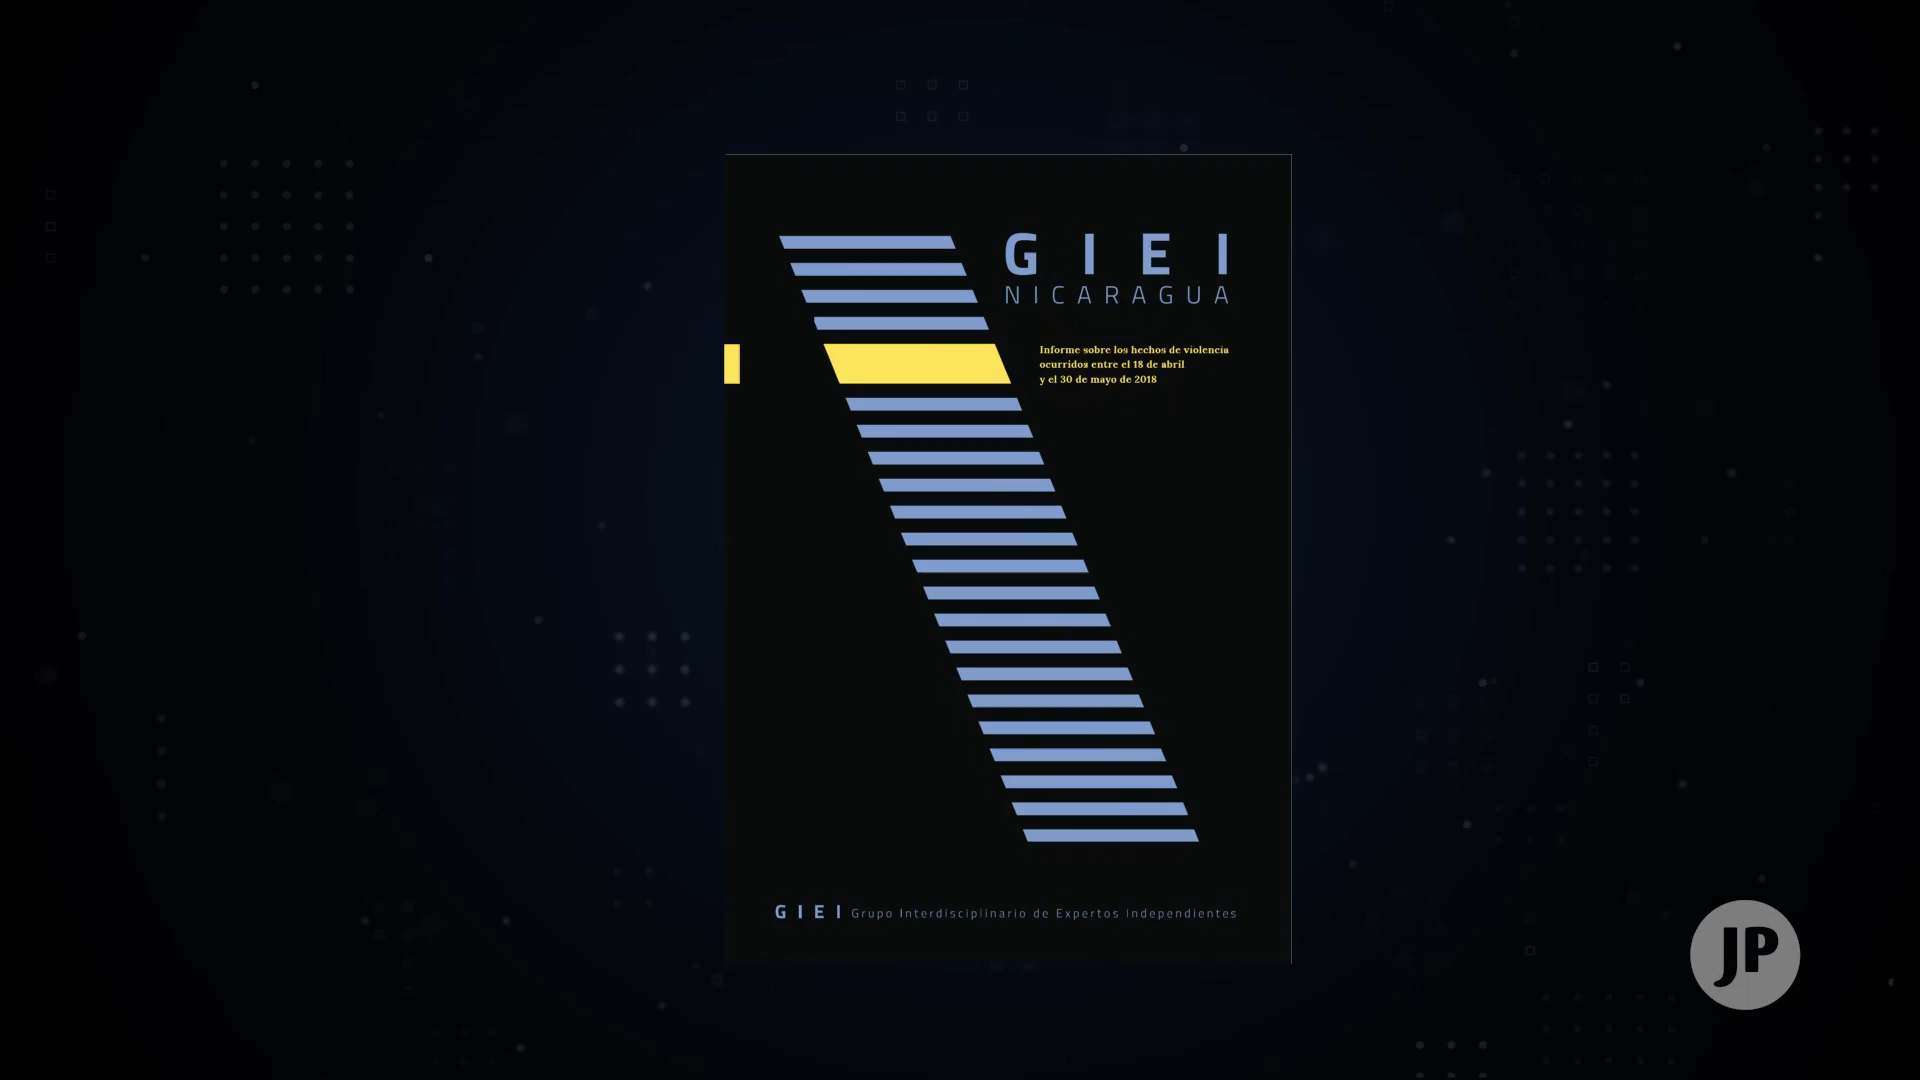 GIEI
NICARAGUA
Informe sobre los hechos de violencia
ocurridos entre el 18 de abril
y el 30 de mayo de 2018
GIEI Grupo Interdisciplinario de Expertos Independientes
JP